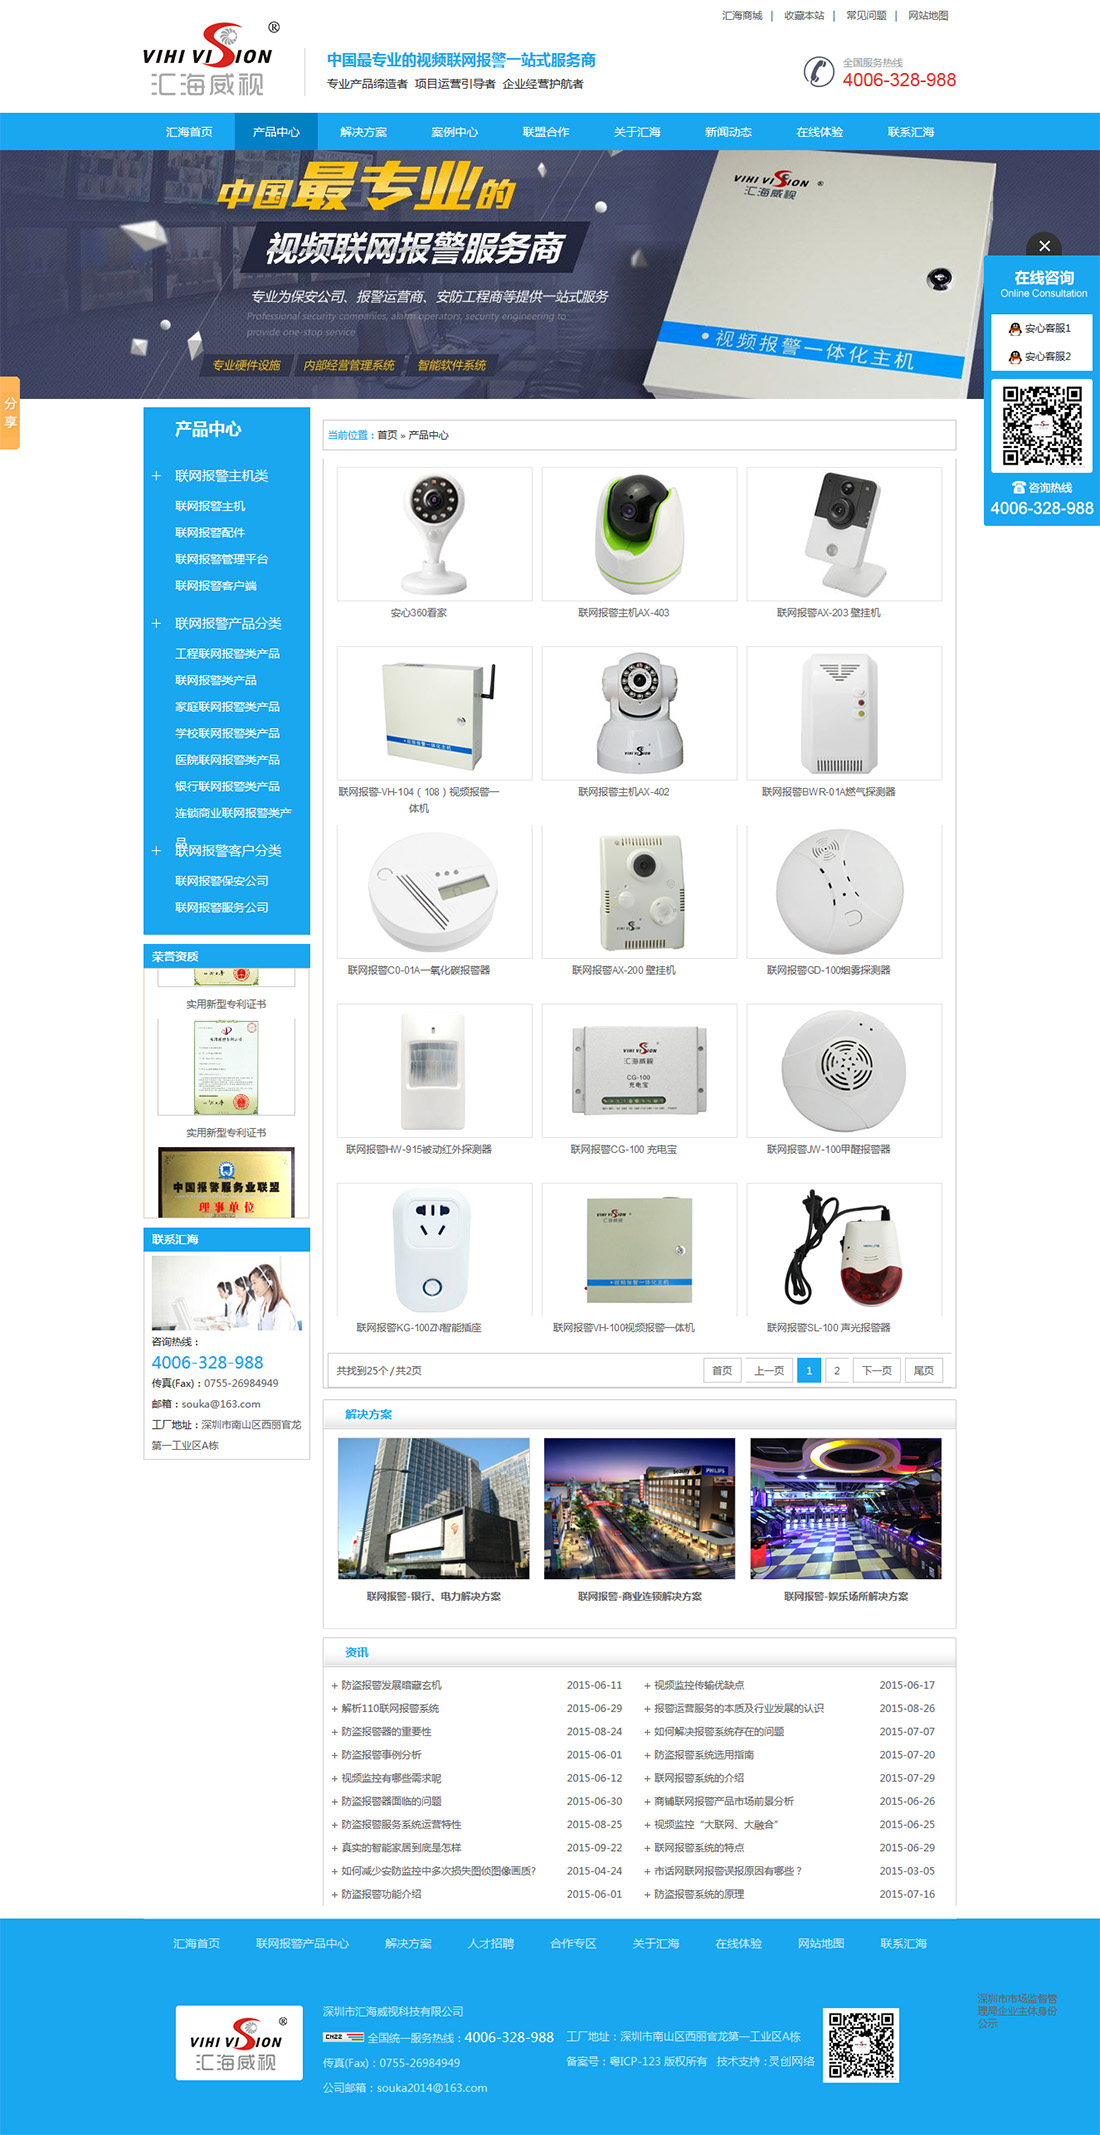 汇海商城 | 收藏本站 | 常见问题 | 网站地图
VIHI VISION ®
汇海威视
中国最专业的视频联网报警一站式服务商
专业产品缔造者 项目运营引导者 企业经营护航者
全国服务热线
4006-328-988
汇海首页 产品中心 解决方案 案例中心 联盟合作 关于汇海 新闻动态 在线体验 联系汇海
中国最专业的
视频联网报警服务商
专业为保安公司、报警运营商、安防工程商等提供一站式服务
Professional security companies, alarm operators, security engineering to
provide one-stop service
专业硬件设施 内部经营管理系统 智能软件系统
VIHI VISION ®
汇海威视
• 视频报警一体化主机
在线咨询
Online Consultation
安心客服1
安心客服2
咨询热线
4006-328-988
分享
产品中心
+ 联网报警主机类
联网报警主机
联网报警配件
联网报警管理平台
联网报警客户端
+ 联网报警产品分类
工程联网报警类产品
联网报警类产品
家庭联网报警类产品
学校联网报警类产品
医院联网报警类产品
银行联网报警类产品
连锁商业联网报警类产
品
+ 联网报警客户分类
联网报警保安公司
联网报警服务公司
荣誉资质
实用新型专利证书
实用新型专利证书
中国报警服务业联盟
理事单位
联系汇海
咨询热线：
4006-328-988
传真(Fax)：0755-26984949
邮箱：souka@163.com
工厂地址：深圳市南山区西丽官龙
第一工业区A栋
当前位置：首页 » 产品中心
安心360看家
联网报警主机AX-403
联网报警AX-203 壁挂机
联网报警-VH-104（108）视频报警一
体机
联网报警主机AX-402
联网报警BWR-01A燃气探测器
联网报警C0-01A一氧化碳报警器
联网报警AX-200 壁挂机
联网报警GD-100烟雾探测器
VIHI VISION
汇海威视
CG-100
充电宝
联网报警HW-915被动红外探测器
联网报警CG-100 充电宝
联网报警JW-100甲醛报警器
联网报警KG-100ZN智能插座
联网报警VH-100视频报警一体机
联网报警SL-100 声光报警器
共找到25个 / 共2页
首页 上一页 1 2 下一页 尾页
解决方案
beauty PHILIPS
联网报警-银行、电力解决方案
联网报警-商业连锁解决方案
联网报警-娱乐场所解决方案
资讯
+ 防盗报警发展暗藏玄机 2015-06-11
+ 视频监控传输优缺点 2015-06-17
+ 解析110联网报警系统 2015-06-29
+ 报警运营服务的本质及行业发展的认识 2015-08-26
+ 防盗报警器的重要性 2015-08-24
+ 如何解决报警系统存在的问题 2015-07-07
+ 防盗报警事例分析 2015-06-01
+ 防盗报警系统选用指南 2015-07-20
+ 视频监控有哪些需求呢 2015-06-12
+ 联网报警系统的介绍 2015-07-29
+ 防盗报警器面临的问题 2015-06-30
+ 商铺联网报警产品市场前景分析 2015-06-26
+ 防盗报警服务系统运营特性 2015-08-25
+ 视频监控“大联网、大融合” 2015-06-25
+ 真实的智能家居到底是怎样 2015-09-22
+ 联网报警系统的特点 2015-06-29
+ 如何减少安防监控中多次损失图侦图像画质？ 2015-04-24
+ 市话网联网报警误报原因有哪些？ 2015-03-05
+ 防盗报警功能介绍 2015-06-01
+ 防盗报警系统的原理 2015-07-16
汇海首页 联网报警产品中心 解决方案 人才招聘 合作专区 关于汇海 在线体验 网站地图 联系汇海
VIHI VISION ®
汇海威视
深圳市汇海威视科技有限公司
CNZZ 全国统一服务热线：4006-328-988
传真(Fax)：0755-26984949
公司邮箱：souka2014@163.com
工厂地址：深圳市南山区西丽官龙第一工业区A栋
备案号：粤ICP-123 版权所有 技术支持：灵创网络
深圳市市场监督管
理局企业主体身份
公示